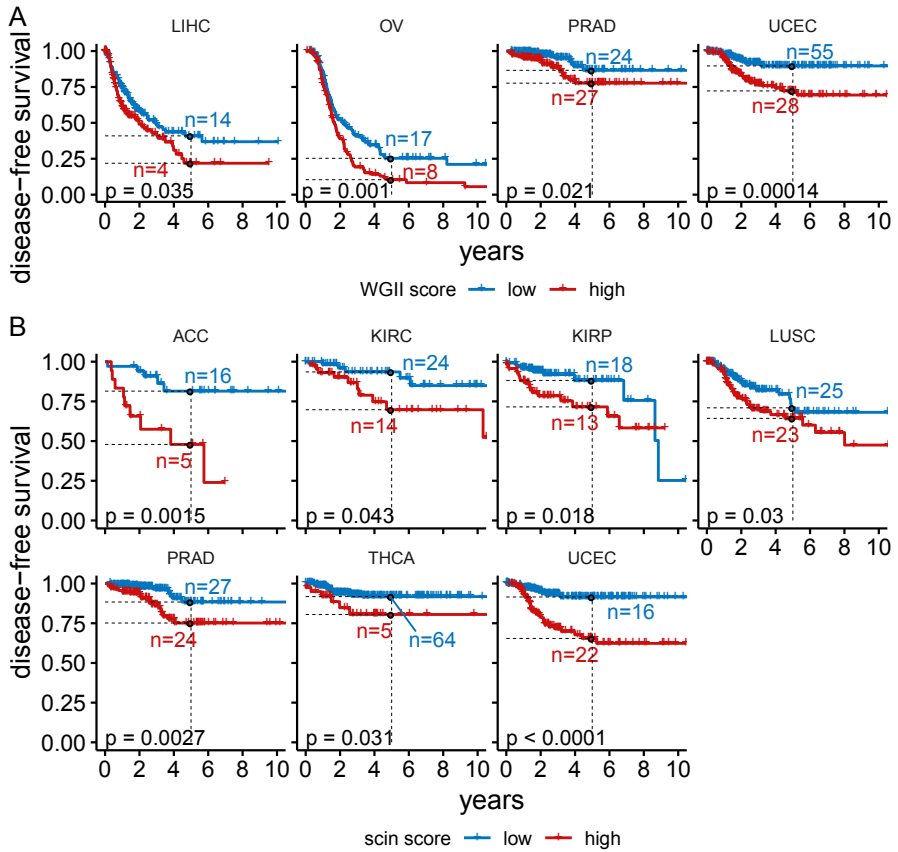 A
LIHC OV PRAD UCEC
disease-free survival
1.00
0.75
0.50
0.25
0.00
n=14
n=4
p = 0.035
n=17
n=8
p = 0.001
n=24
n=27
p = 0.021
n=55
n=28
p = 0.00014
0 2 4 6 8 10 0 2 4 6 8 10 0 2 4 6 8 10 0 2 4 6 8 10
years
WGII score low high
B
ACC KIRC KIRP LUSC
disease-free survival
1.00
0.75
0.50
0.25
0.00
n=16
n=5
p = 0.0015
n=24
n=14
p = 0.043
n=18
n=13
p = 0.018
n=25
n=23
p = 0.03
0 2 4 6 8 10
PRAD THCA UCEC
1.00
0.75
0.50
0.25
0.00
n=27
n=24
p = 0.0027
n=5
n=64
p = 0.031
n=16
n=22
p < 0.0001
0 2 4 6 8 10 0 2 4 6 8 10 0 2 4 6 8 10
years
scin score low high